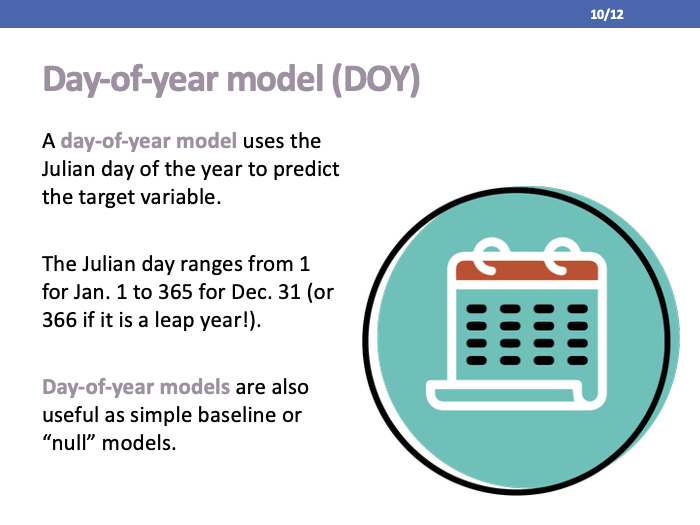 10/12
Day-of-year model (DOY)
A day-of-year model uses the
Julian day of the year to predict
the target variable.
The Julian day ranges from 1
for Jan. 1 to 365 for Dec. 31 (or
366 if it is a leap year!).
Day-of-year models are also
useful as simple baseline or
“null” models.